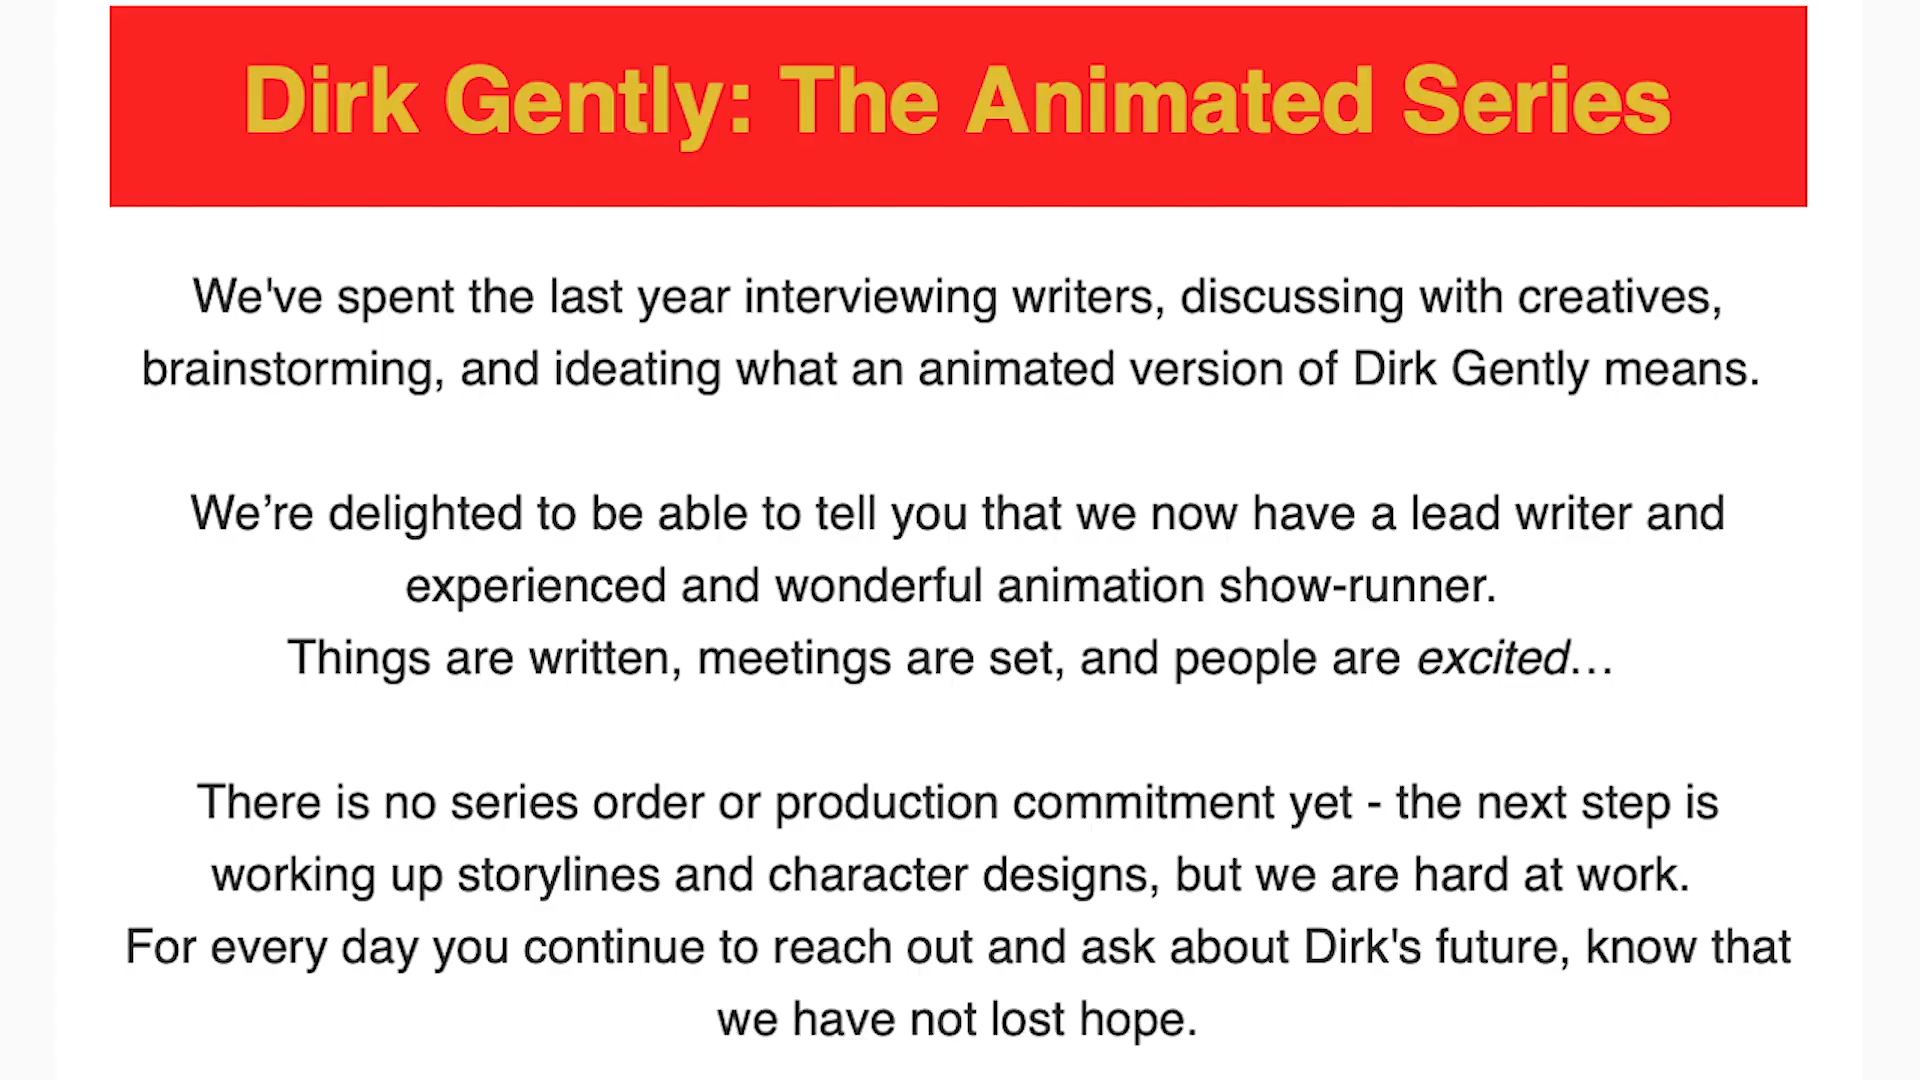 Dirk Gently: The Animated Series
We've spent the last year interviewing writers, discussing with creatives,
brainstorming, and ideating what an animated version of Dirk Gently means.
We’re delighted to be able to tell you that we now have a lead writer and
experienced and wonderful animation show-runner.
Things are written, meetings are set, and people are excited…
There is no series order or production commitment yet - the next step is
working up storylines and character designs, but we are hard at work.
For every day you continue to reach out and ask about Dirk's future, know that
we have not lost hope.